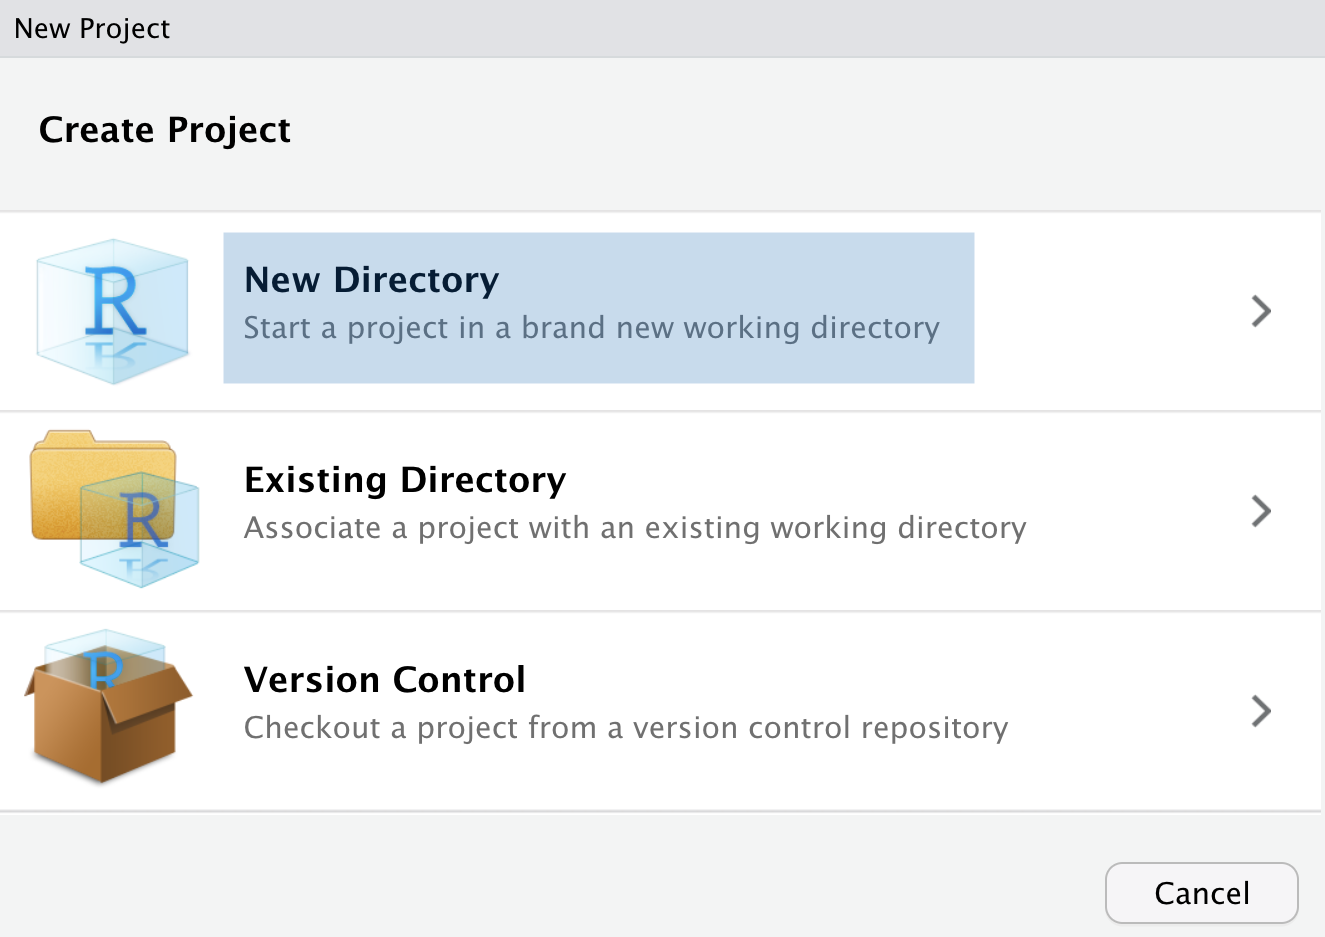 New Project
Create Project
R
New Directory
Start a project in a brand new working directory
R
Existing Directory
Associate a project with an existing working directory
R
Version Control
Checkout a project from a version control repository
Cancel